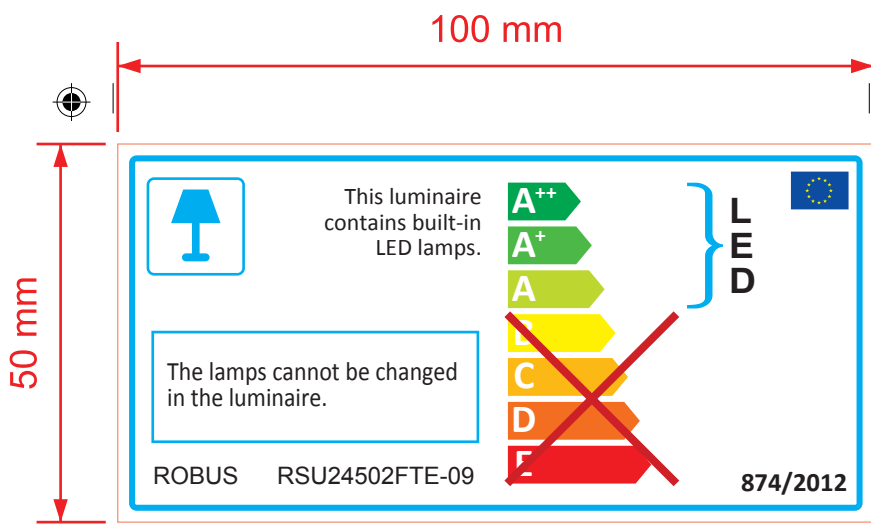 100 mm
50 mm
This luminaire
contains built-in
LED lamps.
A++
A+
A
B
C
D
E
L
E
D
The lamps cannot be changed
in the luminaire.
ROBUS RSU24502FTE-09
874/2012